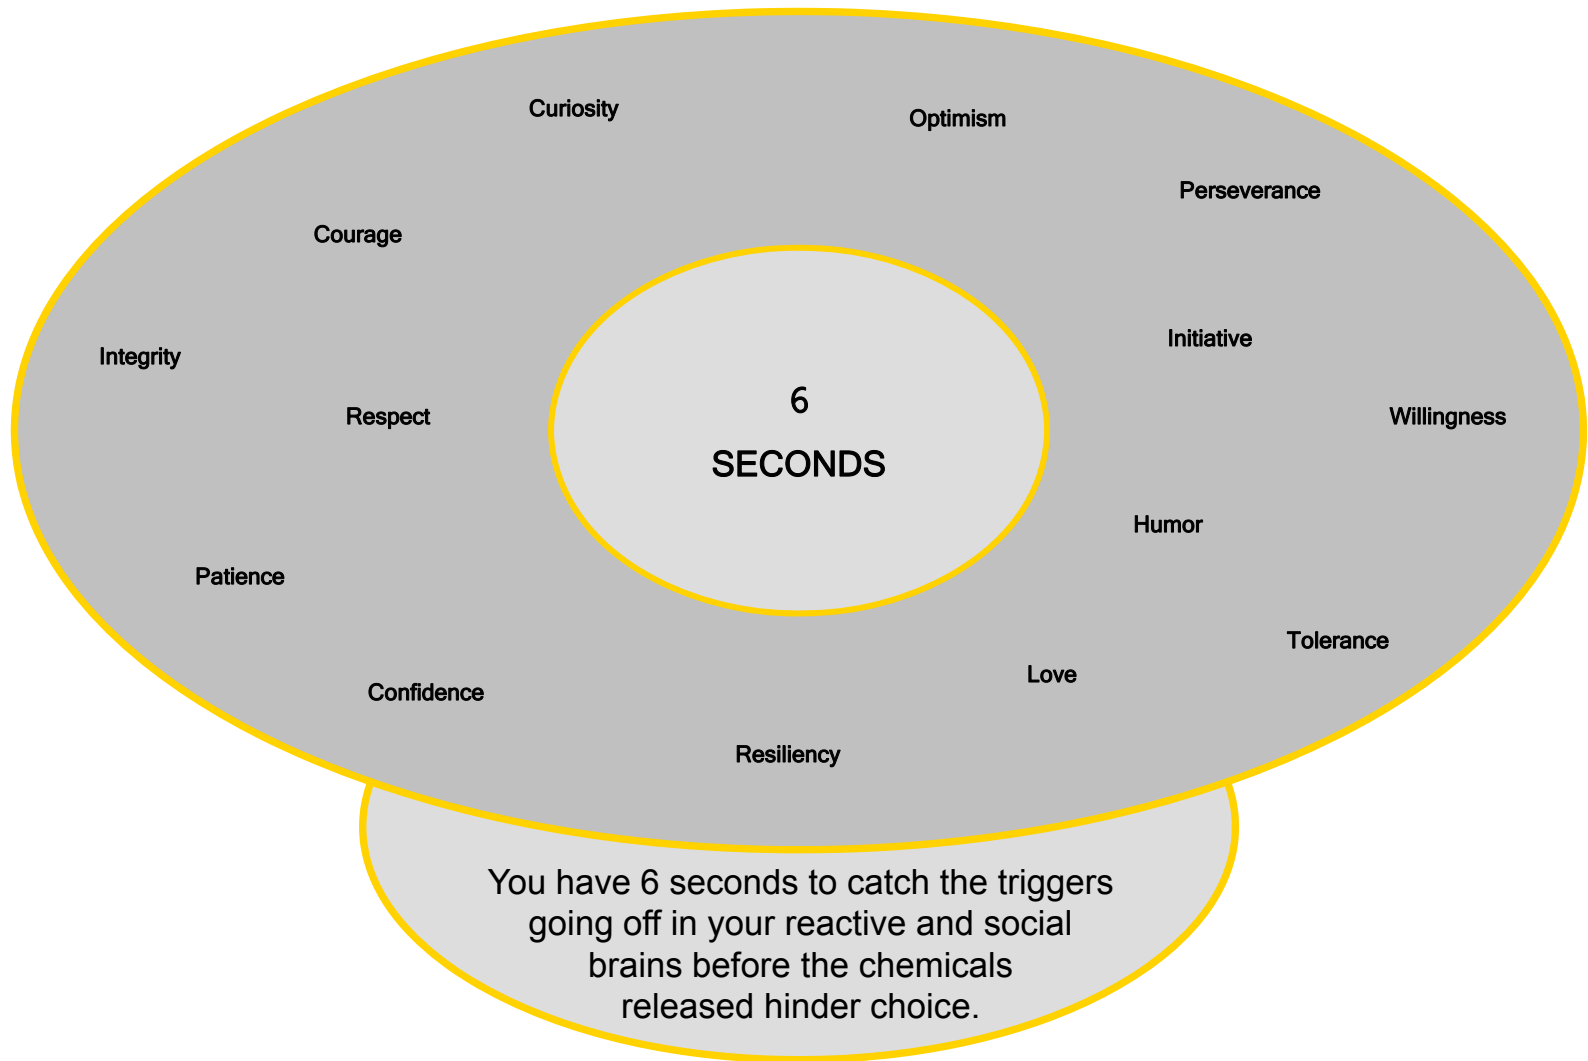 Curiosity
Optimism
Perseverance
Courage
Initiative
Integrity
Respect
Willingness
6
SECONDS
Humor
Patience
Tolerance
Love
Confidence
Resiliency
You have 6 seconds to catch the triggers
going off in your reactive and social
brains before the chemicals
released hinder choice.